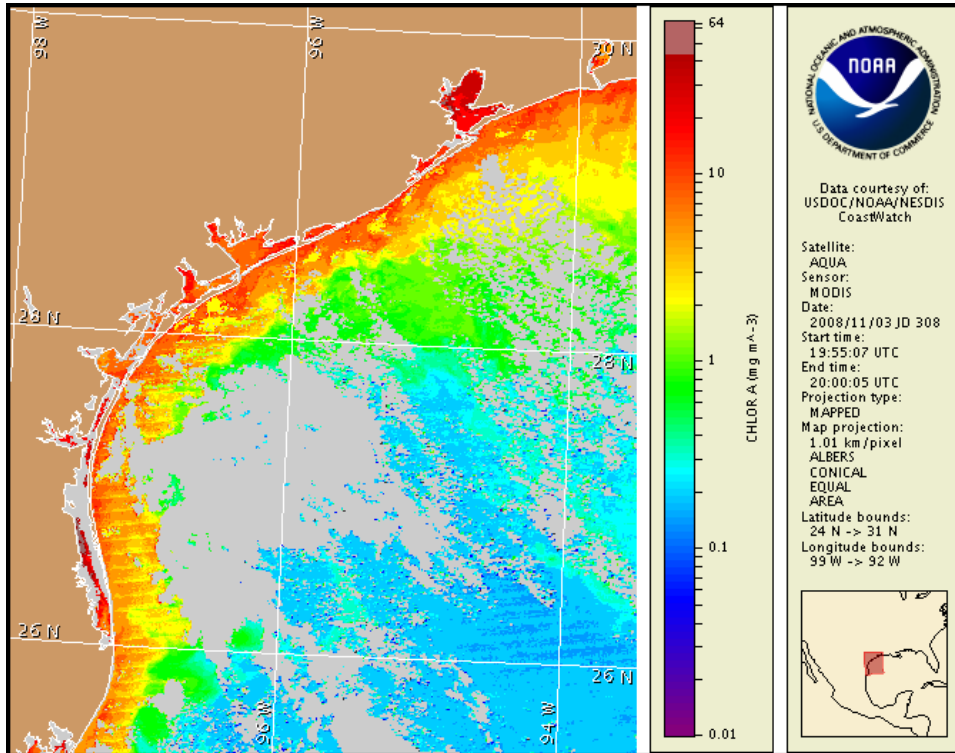 98 W
96 W
30 N
28 N
28 N
26 N
26 N
96 W
94 W
64
10
1
0.1
0.01
CHLOR A (mg m^-3)
NATIONAL OCEANIC AND ATMOSPHERIC ADMINISTRATION
NOAA
U.S. DEPARTMENT OF COMMERCE
Data courtesy of:
USDOC/NOAA/NESDIS
CoastWatch
Satellite:
AQUA
Sensor:
MODIS
Date:
2008/11/03 JD 308
Start time:
19:55:07 UTC
End time:
20:00:05 UTC
Projection type:
MAPPED
Map projection:
1.01 km/pixel
ALBERS
CONICAL
EQUAL
AREA
Latitude bounds:
24 N -> 31 N
Longitude bounds:
99 W -> 92 W